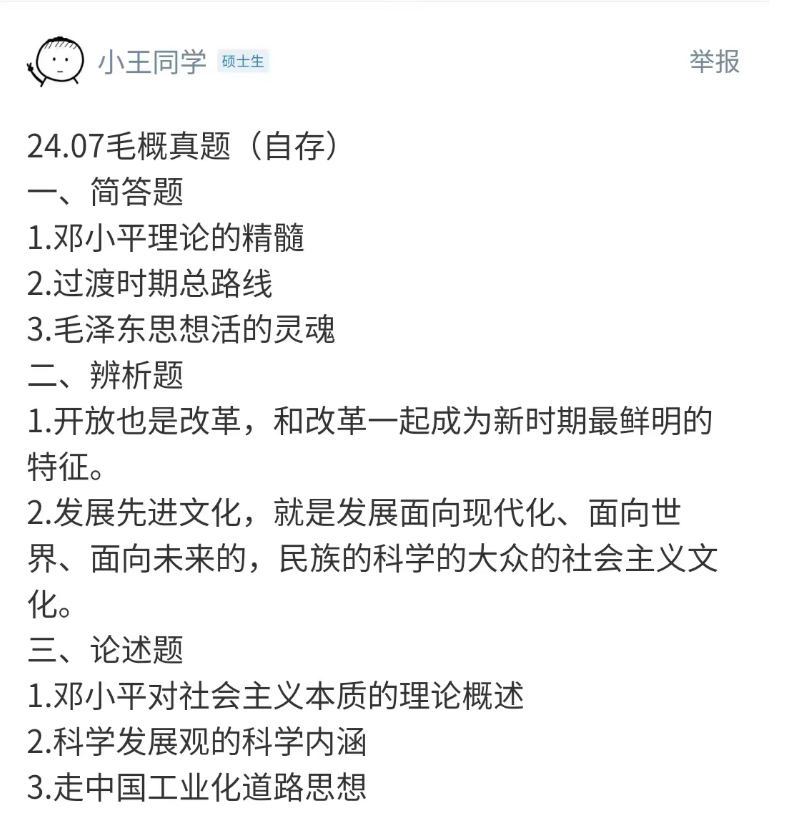 小王同学 硕士生 举报
24.07毛概真题（自存）
一、简答题
1.邓小平理论的精髓
2.过渡时期总路线
3.毛泽东思想活的灵魂
二、辨析题
1.开放也是改革，和改革一起成为新时期最鲜明的
特征。
2.发展先进文化，就是发展面向现代化、面向世
界、面向未来的，民族的科学的大众的社会主义文
化。
三、论述题
1.邓小平对社会主义本质的理论概述
2.科学发展观的科学内涵
3.走中国工业化道路思想